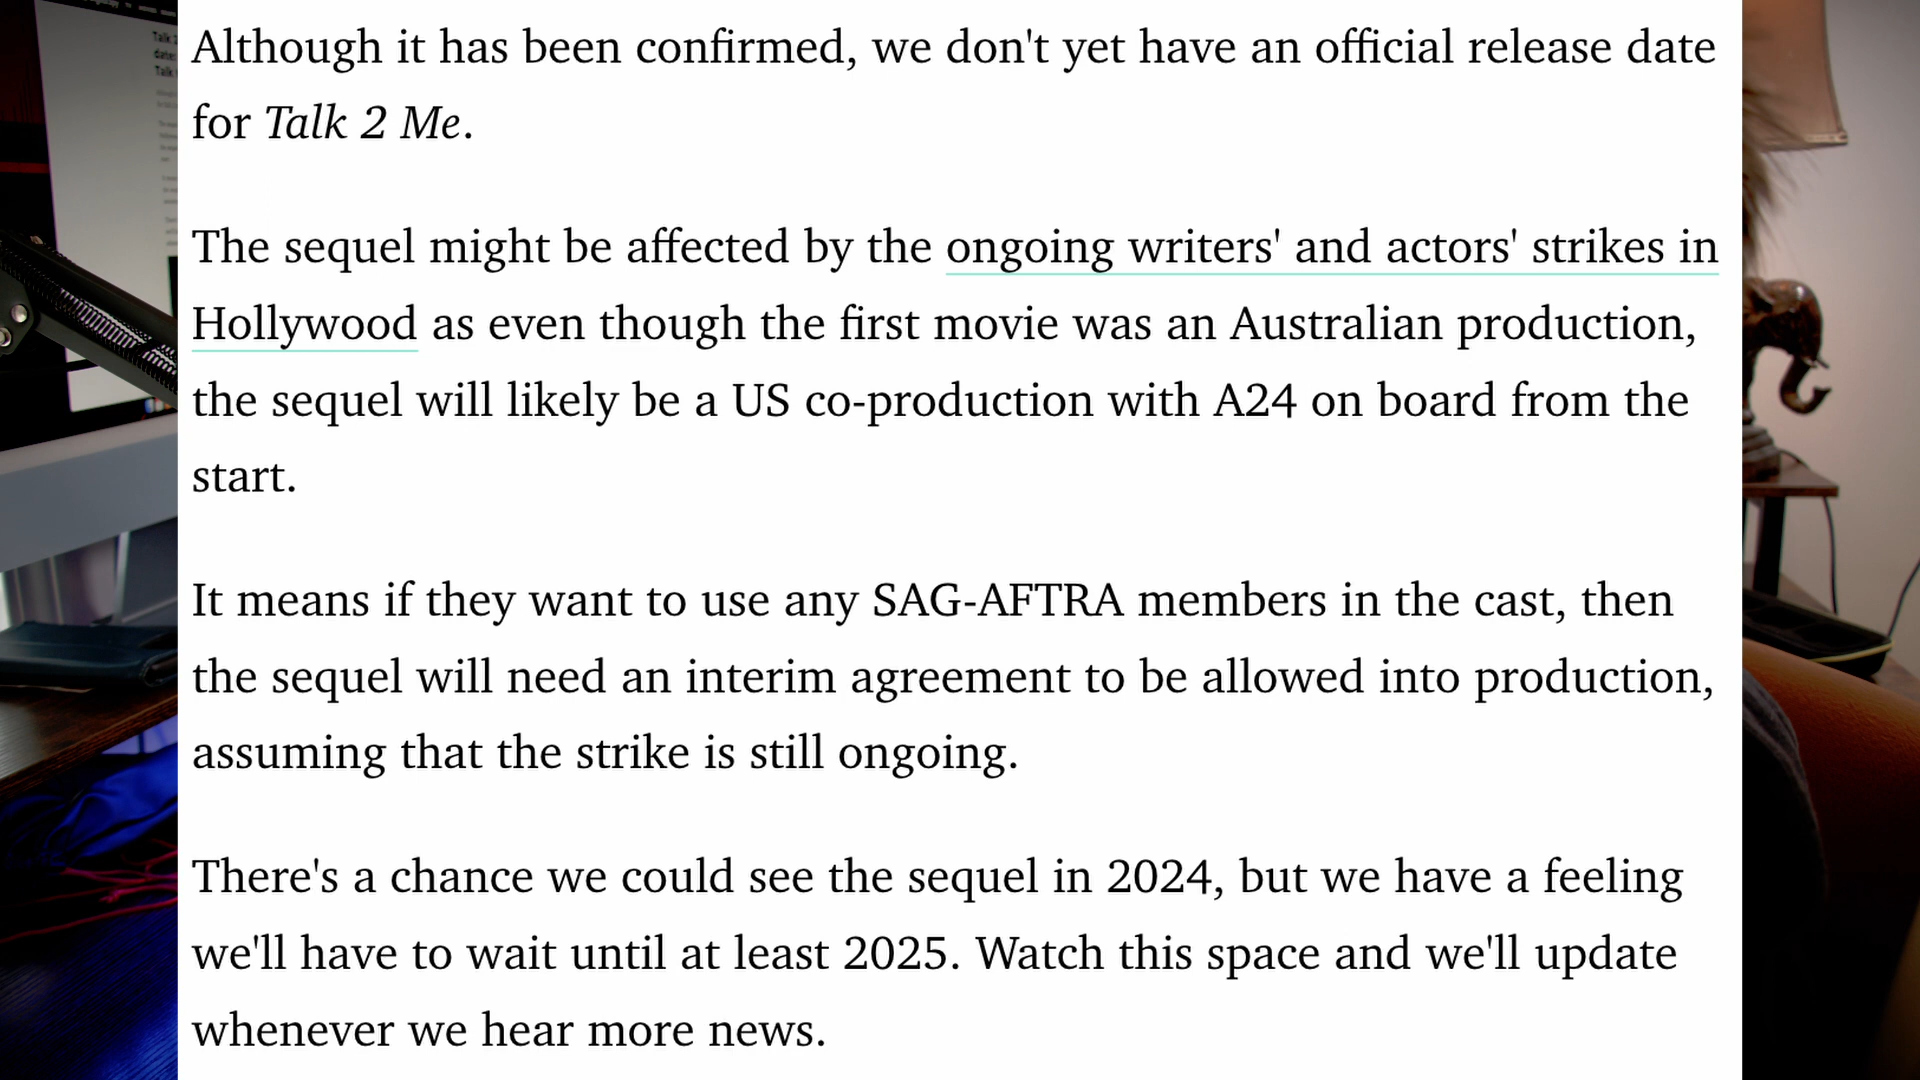 Although it has been confirmed, we don't yet have an official release date
for Talk 2 Me.
The sequel might be affected by the ongoing writers' and actors' strikes in
Hollywood as even though the first movie was an Australian production,
the sequel will likely be a US co-production with A24 on board from the
start.
It means if they want to use any SAG-AFTRA members in the cast, then
the sequel will need an interim agreement to be allowed into production,
assuming that the strike is still ongoing.
There's a chance we could see the sequel in 2024, but we have a feeling
we'll have to wait until at least 2025. Watch this space and we'll update
whenever we hear more news.